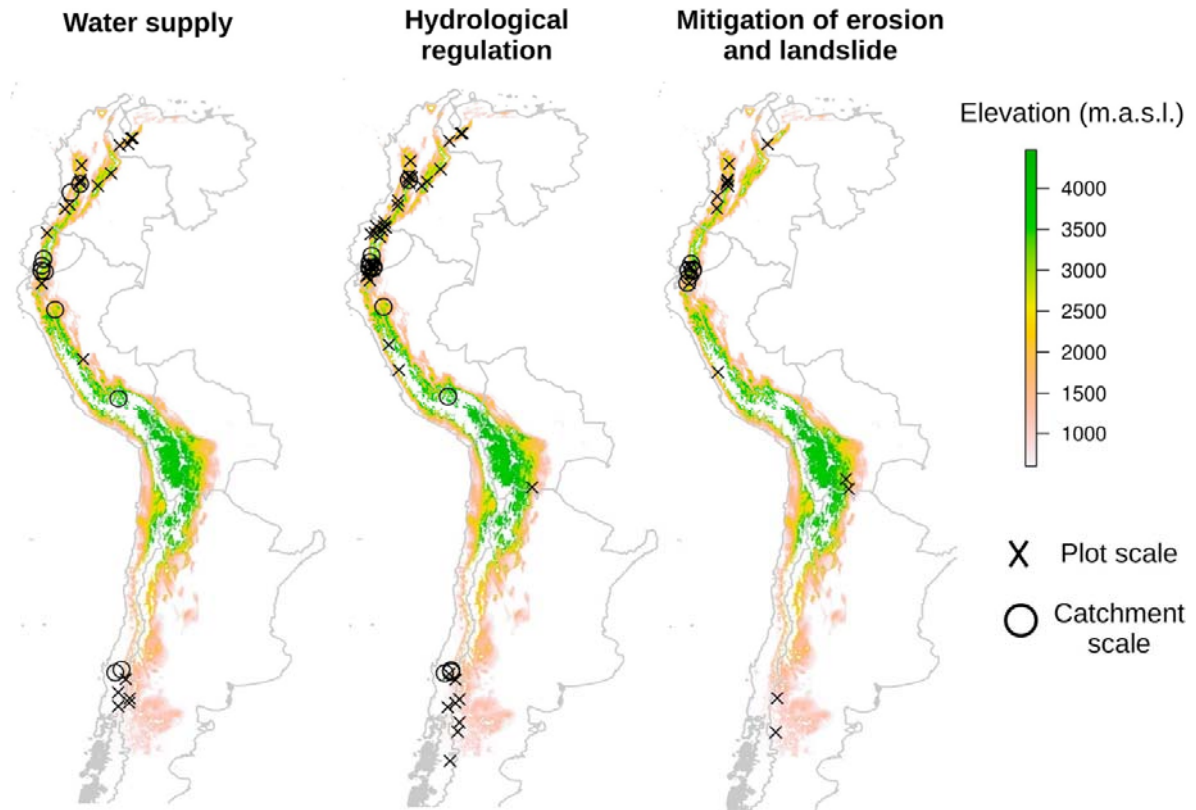 Water supply
Hydrological
regulation
Mitigation of erosion
and landslide
Elevation (m.a.s.l.)
4000
3500
3000
2500
2000
1500
1000
Plot scale
Catchment
scale